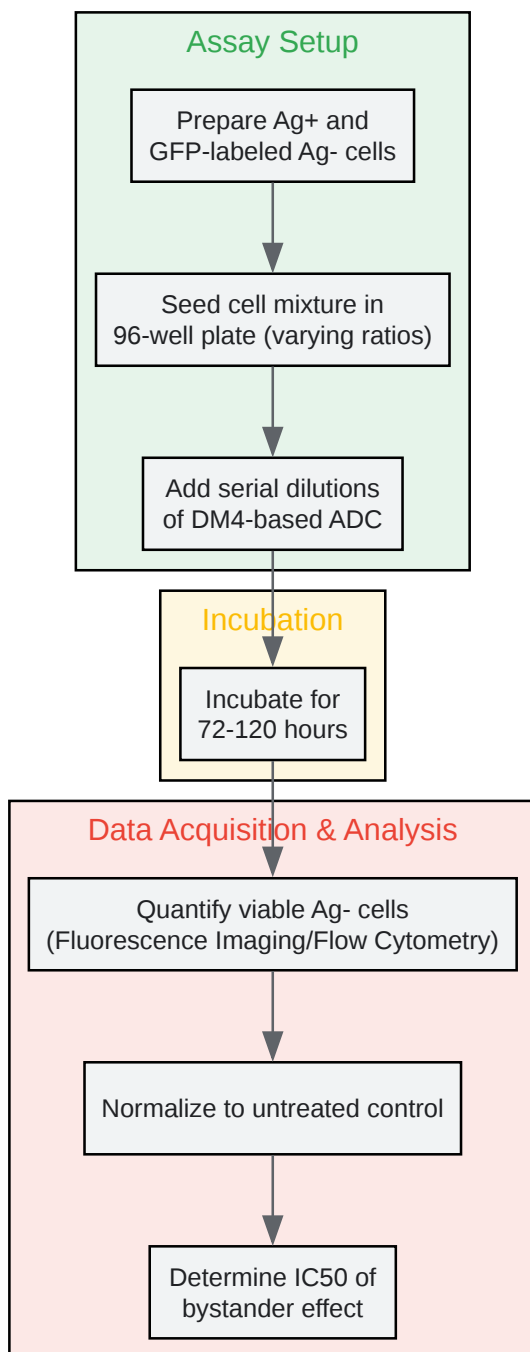 Assay Setup
Prepare Ag+ and
GFP-labeled Ag- cells
Seed cell mixture in
96-well plate (varying ratios)
Add serial dilutions
of DM4-based ADC
Incubation
Incubate for
72-120 hours
Data Acquisition & Analysis
Quantify viable Ag- cells
(Fluorescence Imaging/Flow Cytometry)
Normalize to untreated control
Determine IC50 of
bystander effect